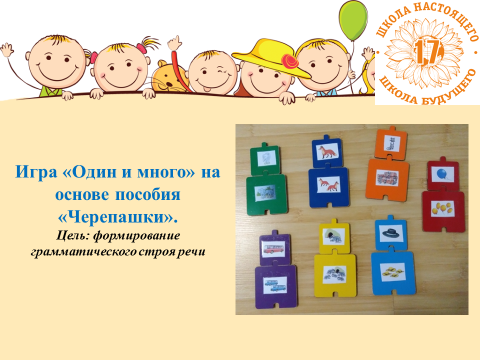 ШКОЛА НАСТОЯЩЕГО
17
ШКОЛА БУДУЩЕГО
Игра «Один и много» на
основе пособия
«Черепашки».
Цель: формирование
грамматического строя речи